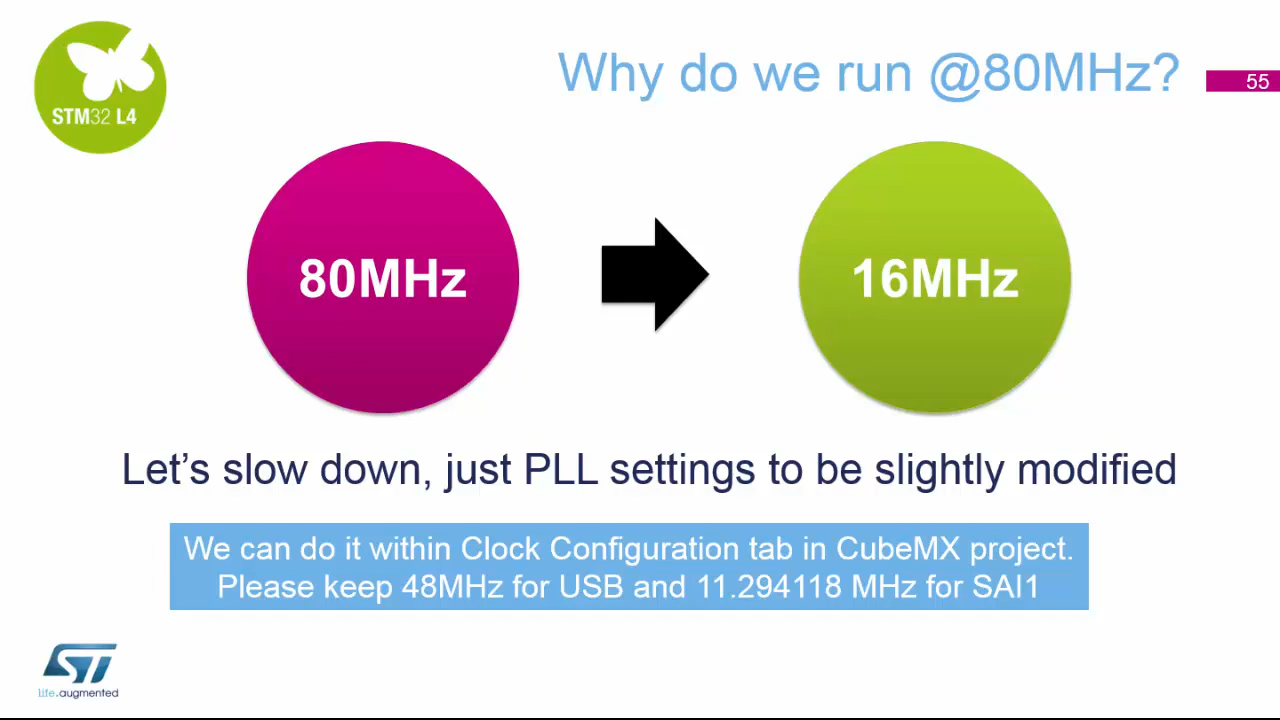 STM32 L4
Why do we run @80MHz?
55
80MHz
16MHz
Let's slow down, just PLL settings to be slightly modified
We can do it within Clock Configuration tab in CubeMX project.
Please keep 48MHz for USB and 11.294118 MHz for SAI1
ST
life.augmented